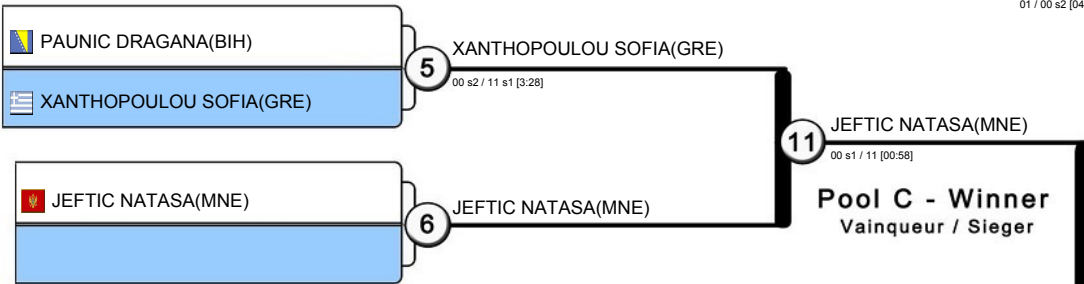 01 / 00 s2 [04
PAUNIC DRAGANA(BIH)
XANTHOPOULOU SOFIA(GRE)
5
XANTHOPOULOU SOFIA(GRE)
00 s2 / 11 s1 [3:28]
JEFTIC NATASA(MNE)
6
JEFTIC NATASA(MNE)
11
JEFTIC NATASA(MNE)
00 s1 / 11 [00:58]
Pool C - Winner
Vainqueur / Sieger